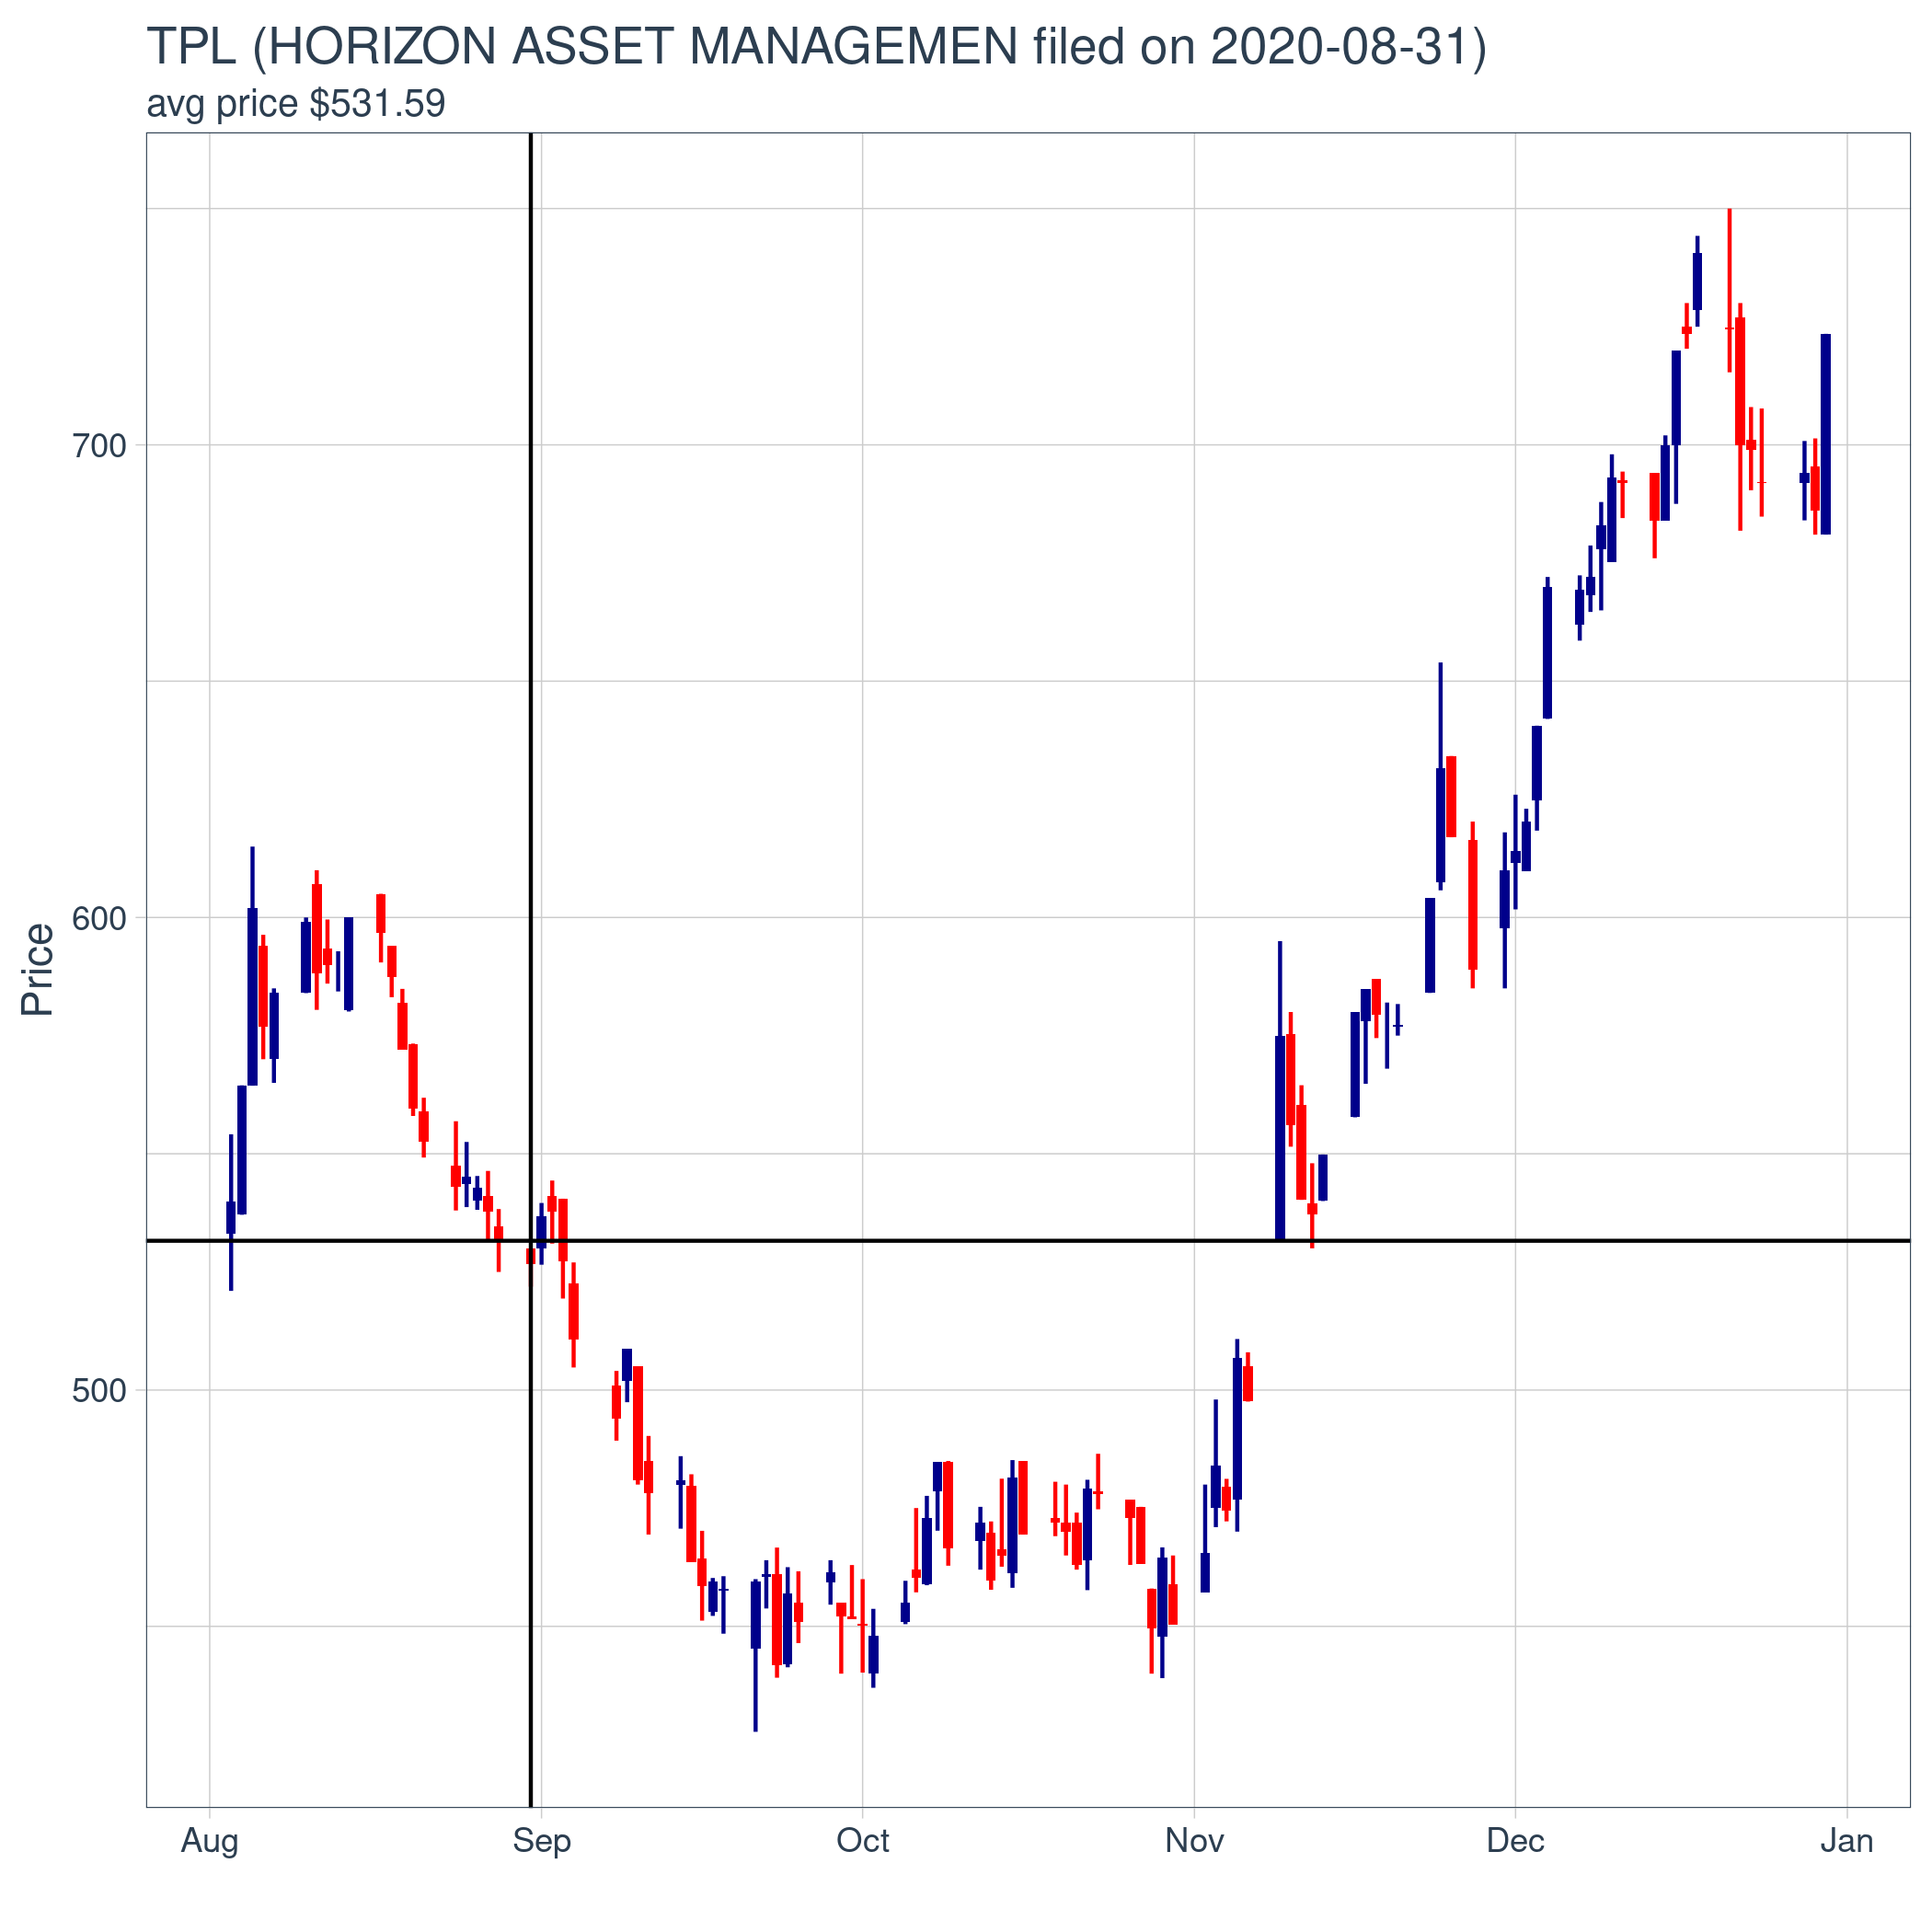 TPL (HORIZON ASSET MANAGEMEN filed on 2020-08-31)
avg price $531.59
Price
700
600
500
Aug Sep Oct Nov Dec Jan